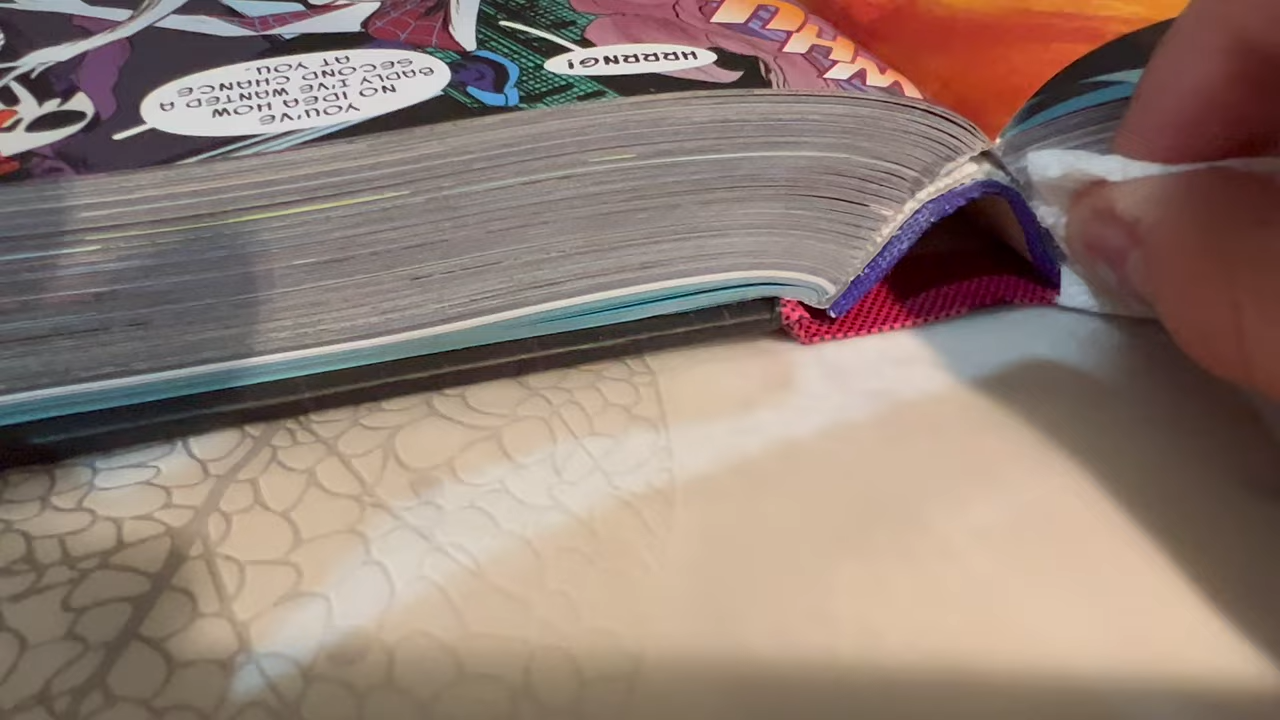 YOU'VE
NO IDEA HOW
BADLY I'VE WANTED A
SECOND CHANCE
AT YOU-
HRRRNG!